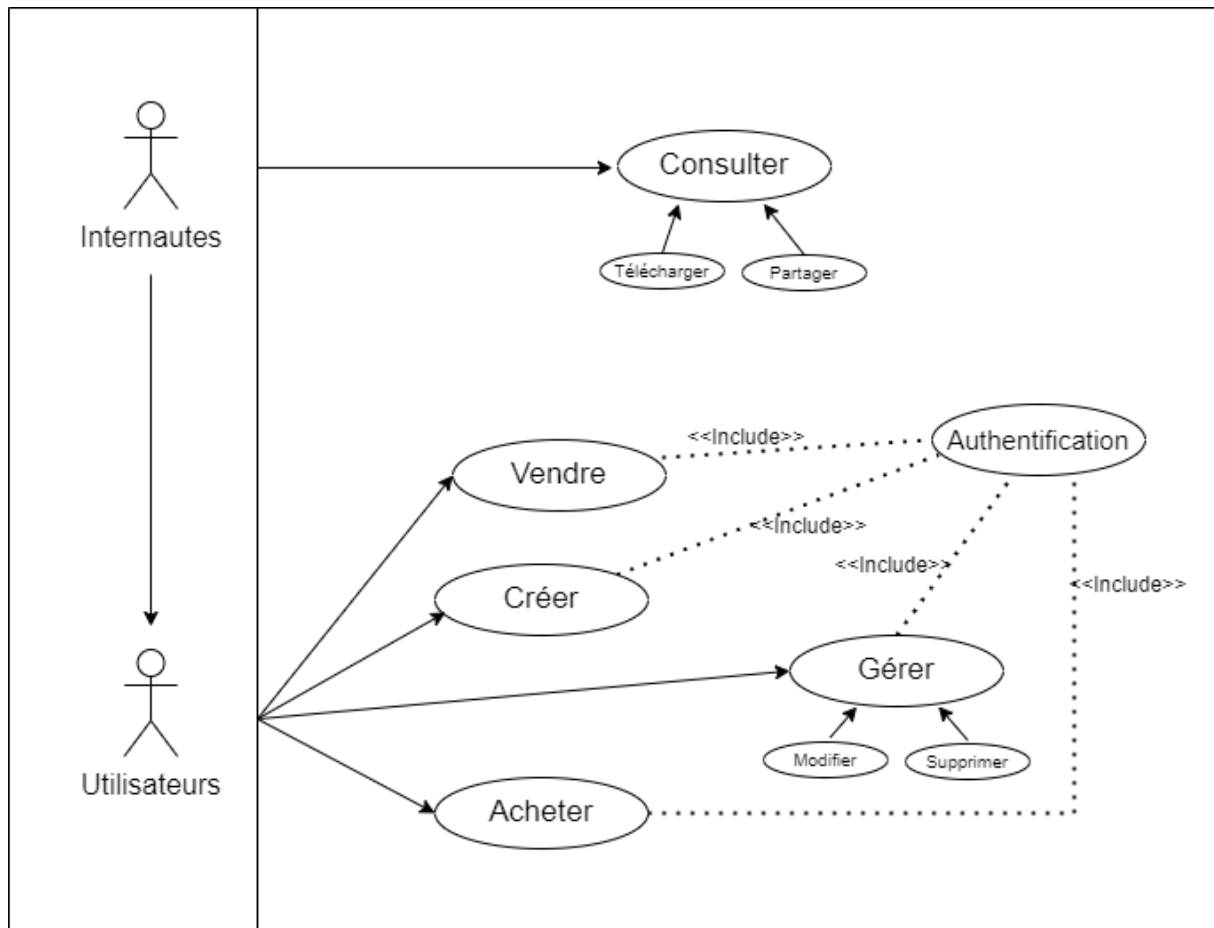 Internautes
Consulter
Télécharger
Partager
<<Include>>
Authentification
Vendre
<<Include>>
Créer
<<Include>>
<<Include>>
Gérer
Modifier
Supprimer
Utilisateurs
Acheter